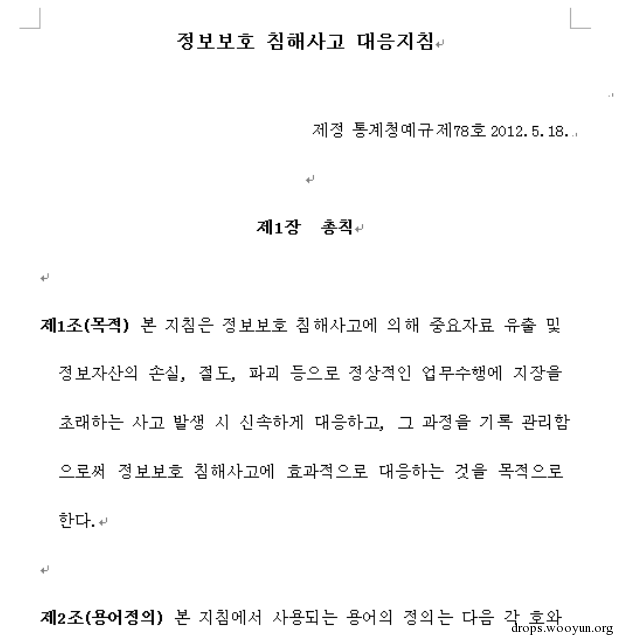 정보보호 침해사고 대응지침
제정 통계청예규제78호 2012.5.18.
제1장 총칙
제1조(목적) 본 지침은 정보보호 침해사고에 의해 중요자료 유출 및
정보자산의 손실, 절도, 파괴 등으로 정상적인 업무수행에 지장을
초래하는 사고 발생 시 신속하게 대응하고, 그 과정을 기록 관리함
으로써 정보보호 침해사고에 효과적으로 대응하는 것을 목적으로
한다.
제2조(용어정의) 본 지침에서 사용되는 용어의 정의는 다음 각 호와
drops.wooyun.org